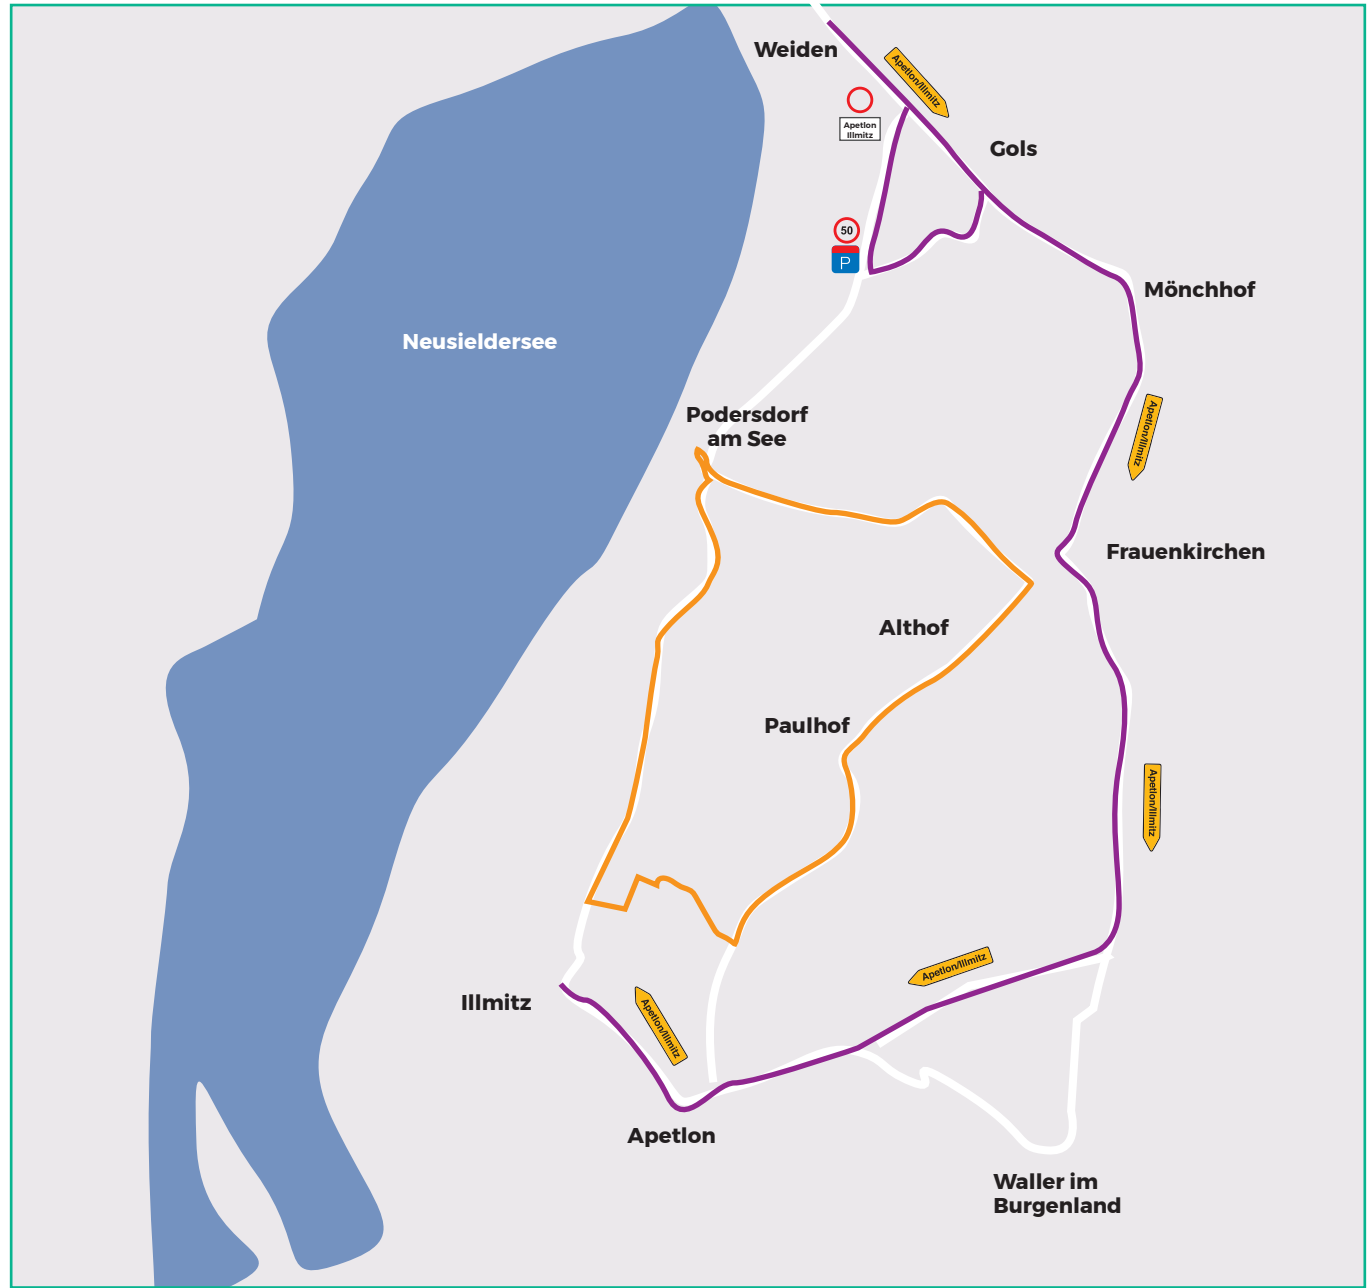 Weiden
Apetlon/Illmitz
Apetlon
Illmitz
Gols
50
P
Mönchhof
Neusieldersee
Apetlon/Illmitz
Podersdorf
am See
Frauenkirchen
Althof
Paulhof
Apetlon/Illmitz
Apetlon/Illmitz
Illmitz
Apetlon/Illmitz
Apetlon
Waller im
Burgenland